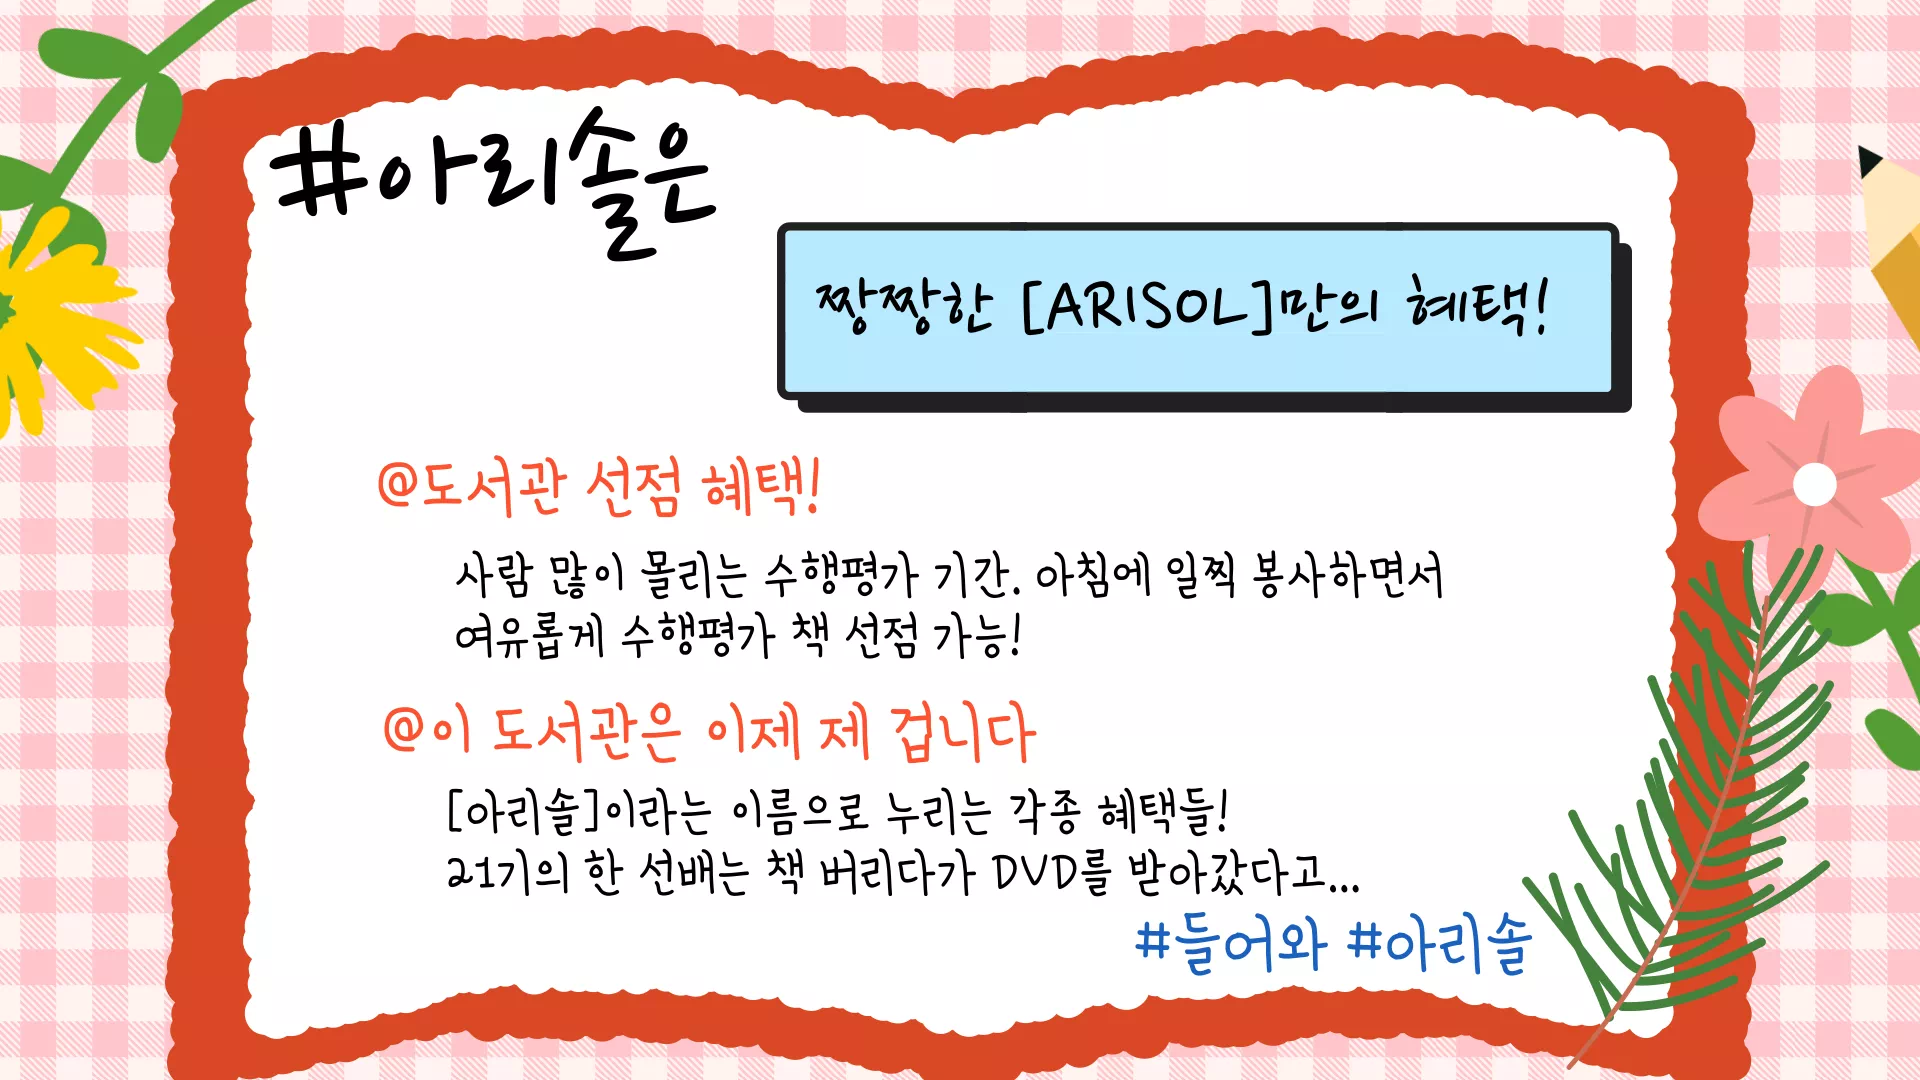 #아리솔은
짱짱한 [ARISOL]만의 혜택!
@도서관 선점 혜택!
사람 많이 몰리는 수행평가 기간. 아침에 일찍 봉사하면서
여유롭게 수행평가 책 선점 가능!
@이 도서관은 이제 제 겁니다
[아리솔]이라는 이름으로 누리는 각종 혜택들!
21기의 한 선배는 책 버리다가 DVD를 받아갔다고...
#들어와 #아리솔